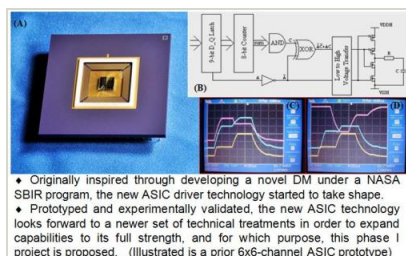 (A)
9-bit D_Q Latch
8-bit Counter
AND
XOR
Low to High
Voltage Transfer
VDDH
R
C
(B)
(C)
(D)
♦ Originally inspired through developing a novel DM under a NASA
SBIR program, the new ASIC driver technology started to take shape.
♦ Prototyped and experimentally validated, the new ASIC technology
looks forward to a newer set of technical treatments in order to expand
capabilities to its full strength, and for which purpose, this phase I
project is proposed. (Illustrated is a prior 6x6-channel ASIC prototype)